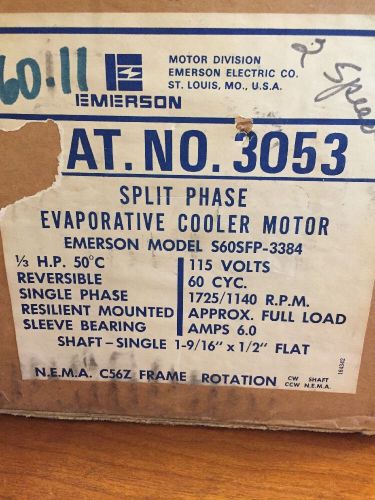 60-11
EMERSON
MOTOR DIVISION
EMERSON ELECTRIC CO.
ST. LOUIS, MO., U.S.A.
2 Speed
AT. NO. 3053
SPLIT PHASE
EVAPORATIVE COOLER MOTOR
EMERSON MODEL S60SFP-3384
⅓ H.P. 50°C
REVERSIBLE
SINGLE PHASE
RESILIENT MOUNTED
SLEEVE BEARING
115 VOLTS
60 CYC.
1725/1140 R.P.M.
APPROX. FULL LOAD
AMPS 6.0
SHAFT-SINGLE 1-9/16" x 1/2" FLAT
N.E.M.A. C56Z FRAME ROTATION CW SHAFT
CCW N.E.M.A.
164342